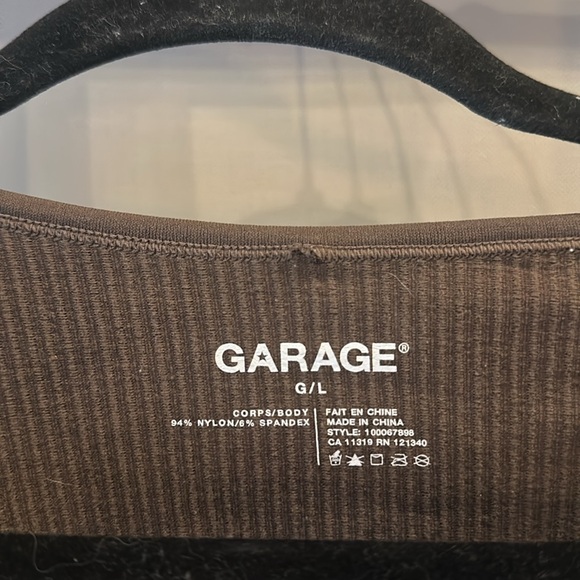 GARAGE®
G/L
CORPS/BODY
94% NYLON/6% SPANDEX
FAIT EN CHINE
MADE IN CHINA
STYLE: 100067898
CA 11319 RN 121340